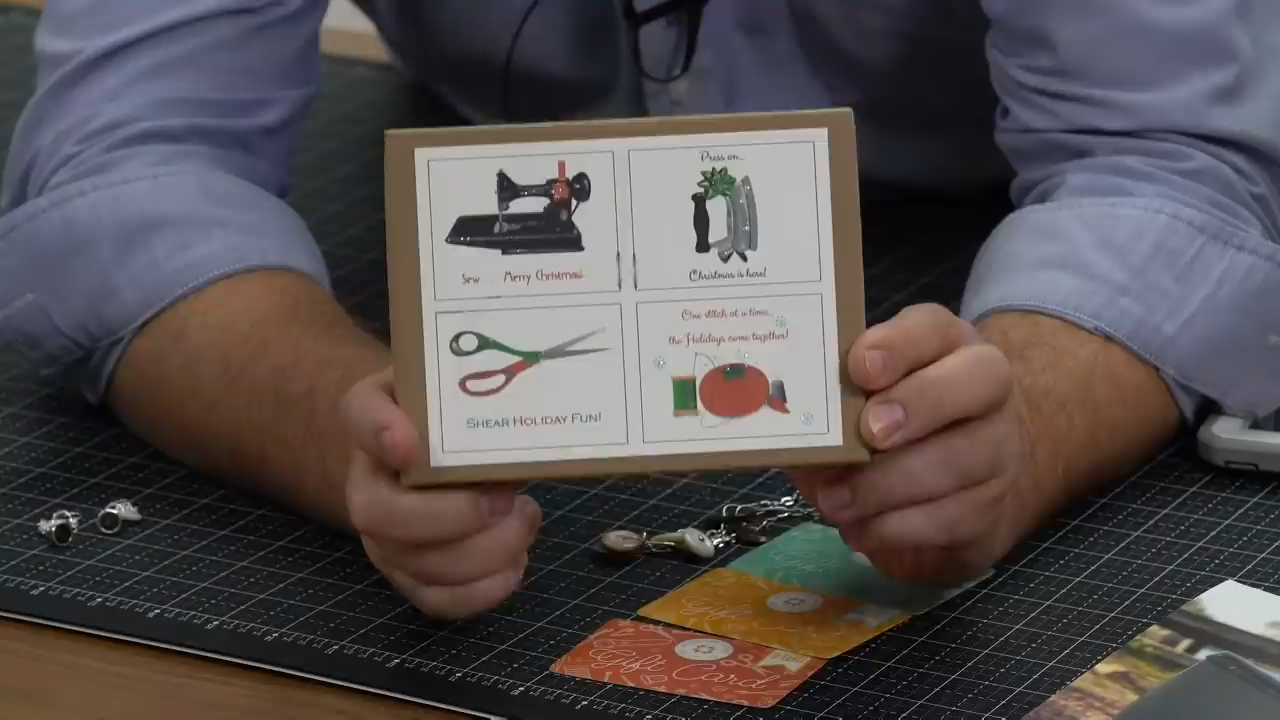 Sew... Merry Christmas!
Press on...
Christmas is here!
SHEAR HOLIDAY FUN!
One stitch at a time...
the Holidays come together!
Gift
Gift Card